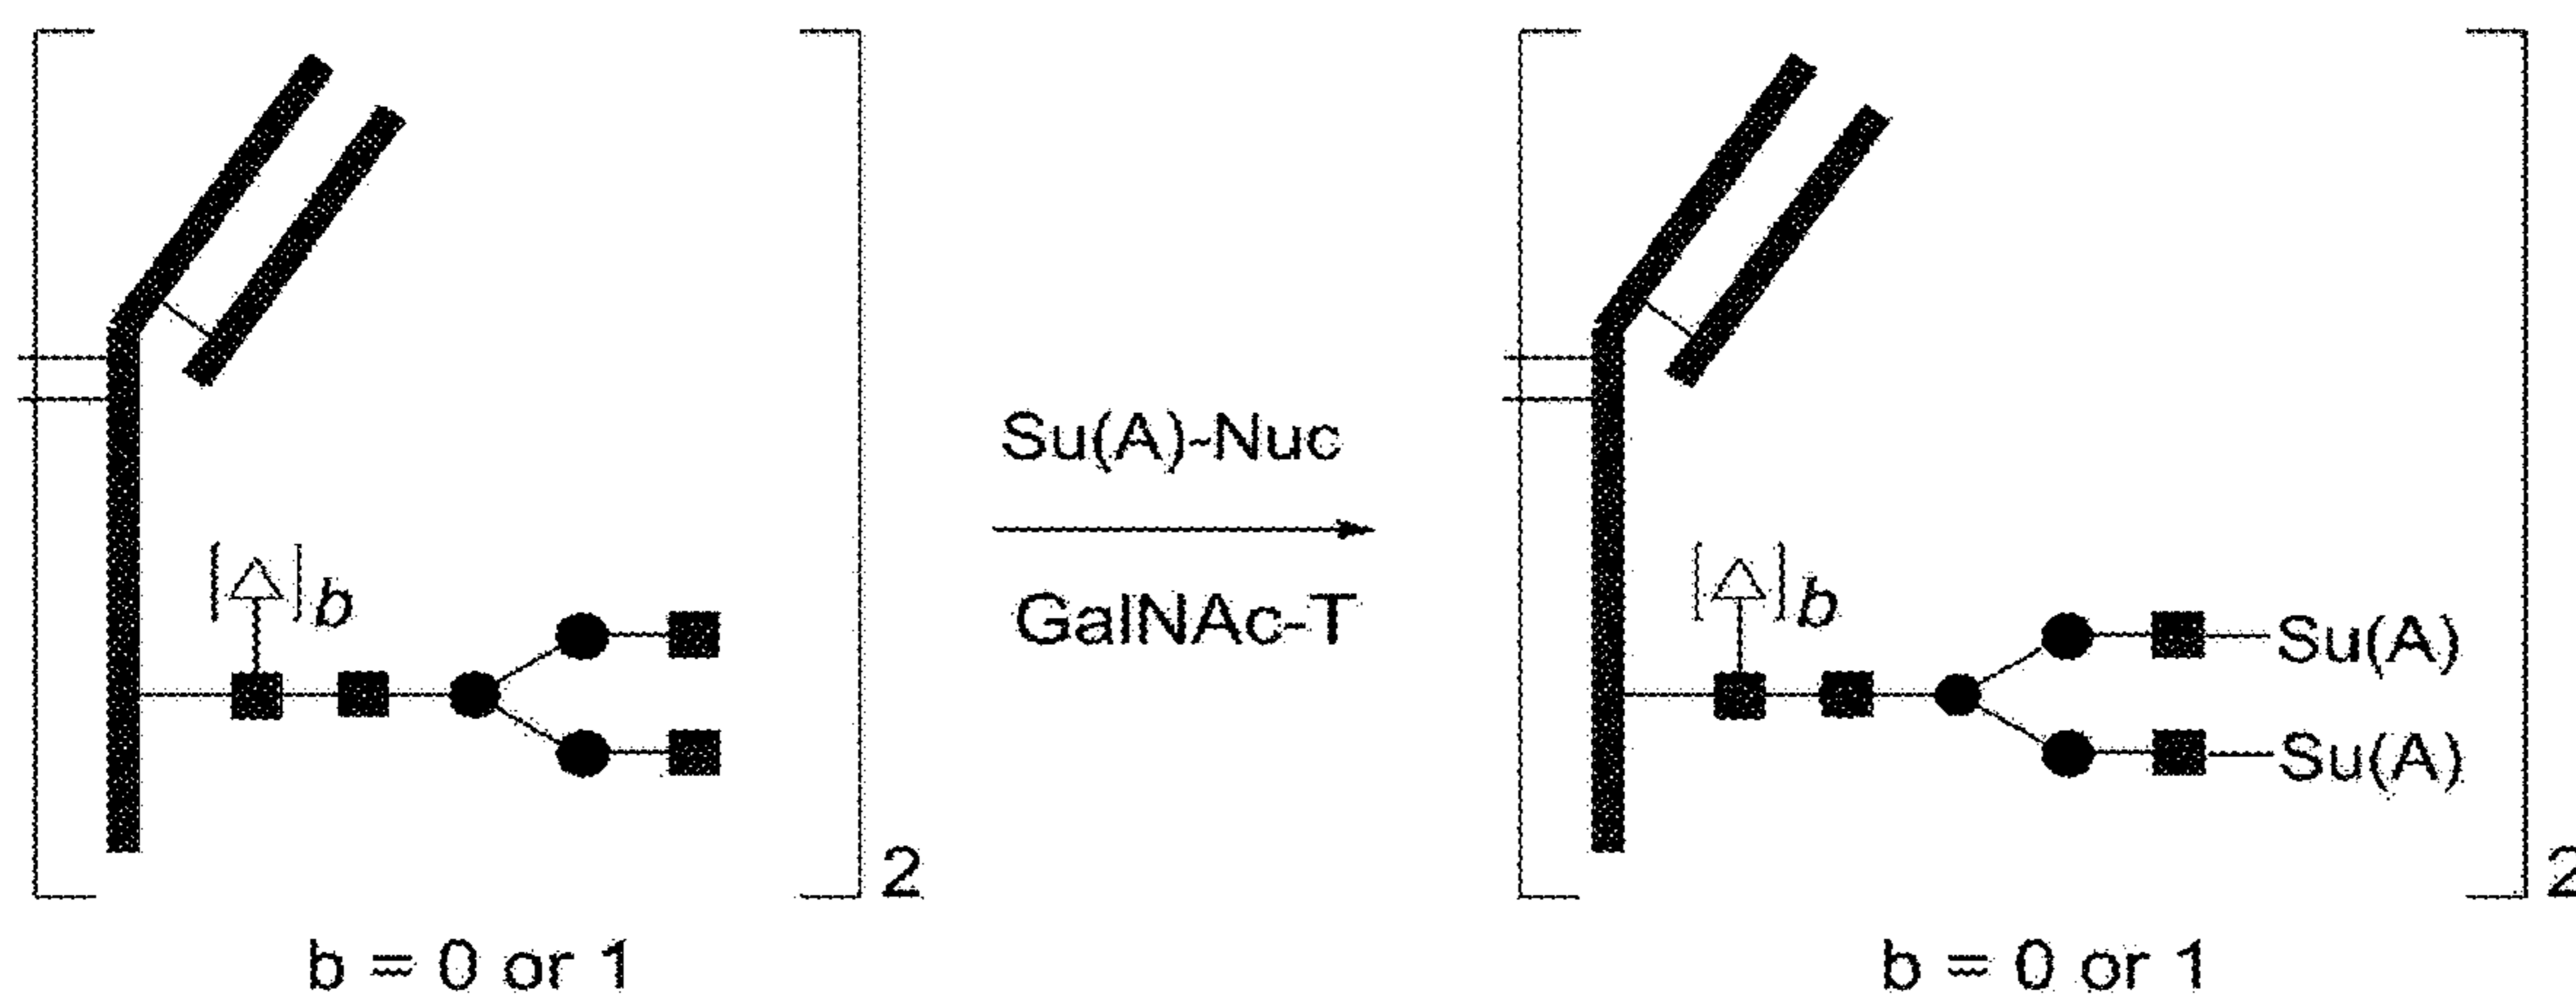 Su(A)-Nuc
GalNAc-T
b
b
Su(A)
Su(A)
2
2
b = 0 or 1
b = 0 or 1